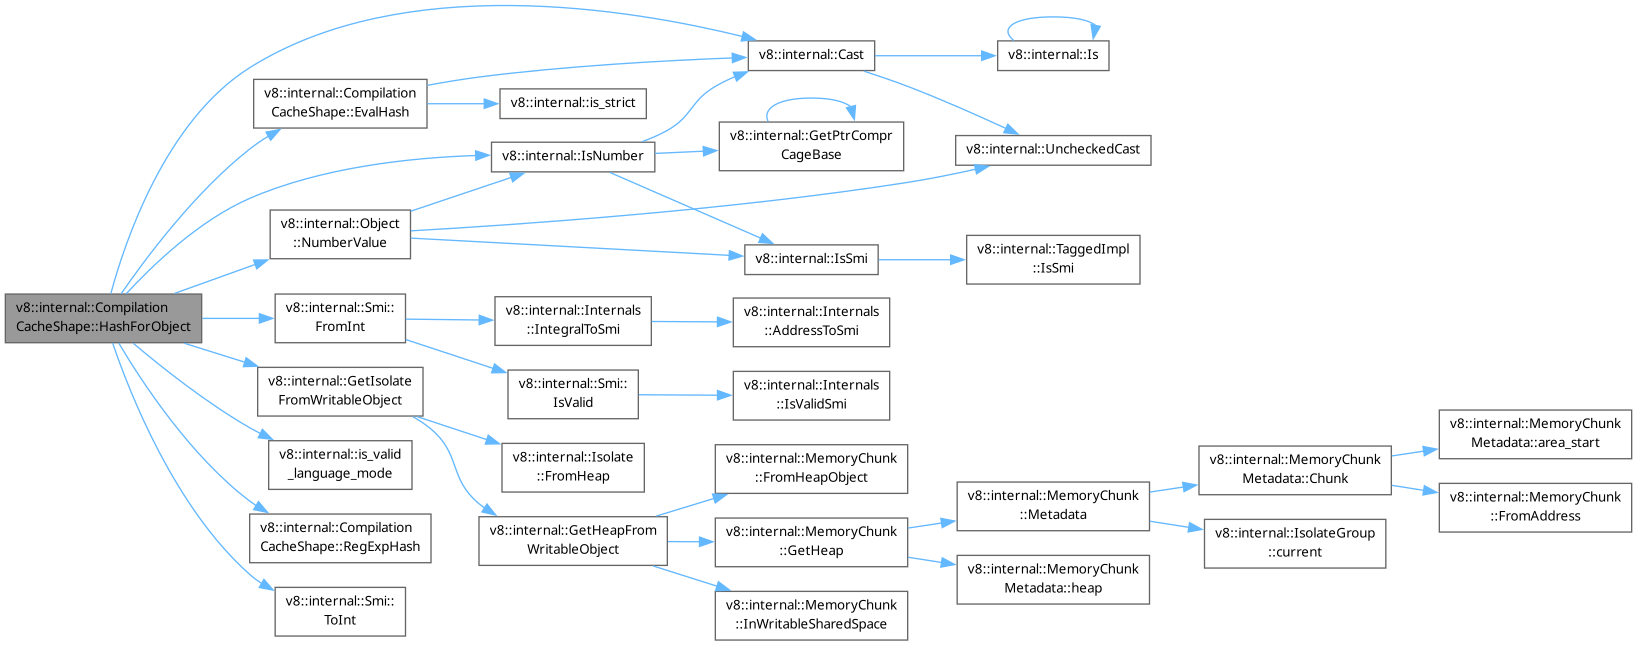 v8::internal::Compilation
CacheShape::HashForObject
v8::internal::Compilation
CacheShape::EvalHash
v8::internal::is_strict
v8::internal::IsNumber
v8::internal::Object
::NumberValue
v8::internal::Smi::
FromInt
v8::internal::GetIsolate
FromWritableObject
v8::internal::is_valid
_language_mode
v8::internal::Compilation
CacheShape::RegExpHash
v8::internal::Smi::
ToInt
v8::internal::Internals
::IntegralToSmi
v8::internal::Smi::
IsValid
v8::internal::Isolate
::FromHeap
v8::internal::GetHeapFrom
WritableObject
v8::internal::Cast
v8::internal::GetPtrCompr
CageBase
v8::internal::IsSmi
v8::internal::Internals
::AddressToSmi
v8::internal::Internals
::IsValidSmi
v8::internal::MemoryChunk
::FromHeapObject
v8::internal::MemoryChunk
::GetHeap
v8::internal::MemoryChunk
::InWritableSharedSpace
v8::internal::Is
v8::internal::UncheckedCast
v8::internal::TaggedImpl
::IsSmi
v8::internal::MemoryChunk
::Metadata
v8::internal::MemoryChunk
Metadata::heap
v8::internal::MemoryChunk
Metadata::Chunk
v8::internal::IsolateGroup
::current
v8::internal::MemoryChunk
Metadata::area_start
v8::internal::MemoryChunk
::FromAddress